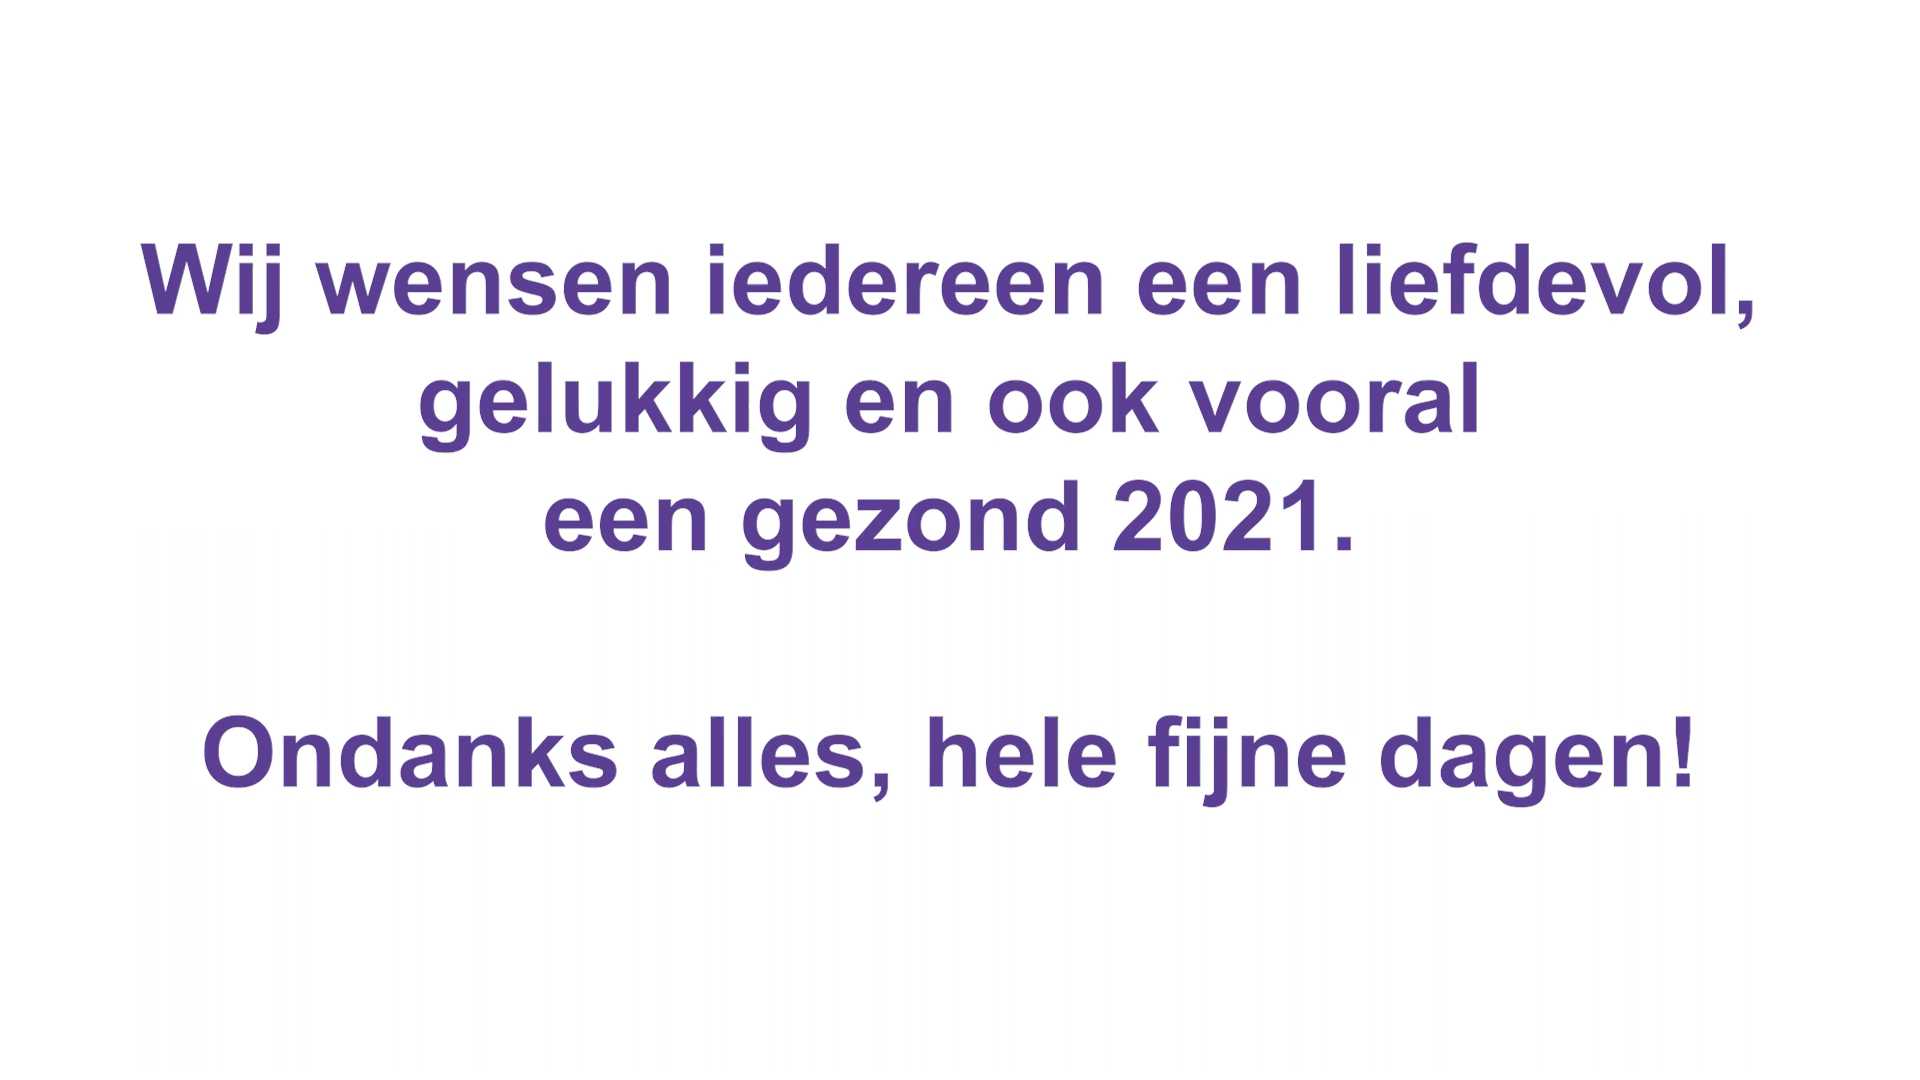 Wij wensen iedereen een liefdevol,
gelukkig en ook vooral
een gezond 2021.
Ondanks alles, hele fijne dagen!